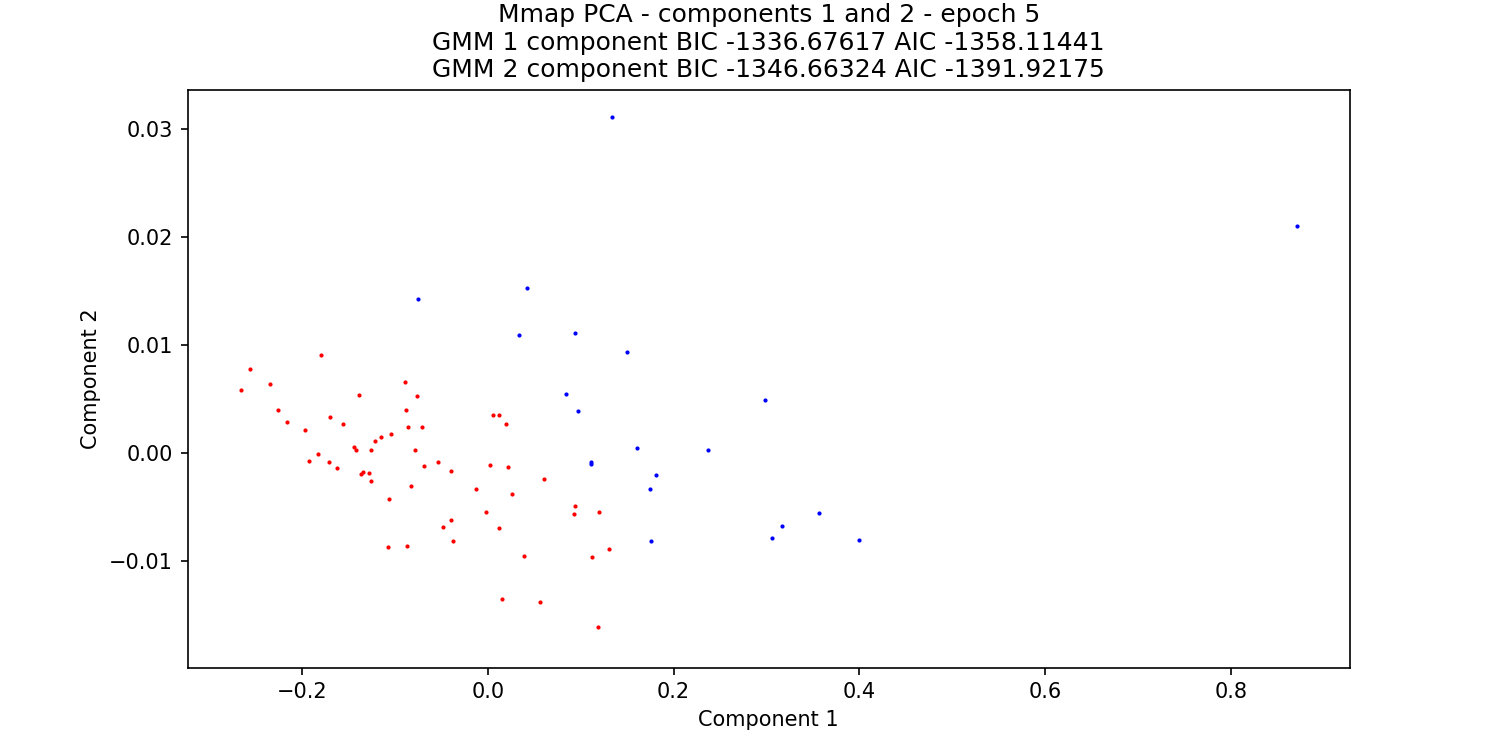 Mmap PCA - components 1 and 2 - epoch 5
GMM 1 component BIC -1336.67617 AIC -1358.11441
GMM 2 component BIC -1346.66324 AIC -1391.92175
0.03
0.02
0.01
0.00
−0.01
Component 2
−0.2
0.0
0.2
0.4
0.6
0.8
Component 1